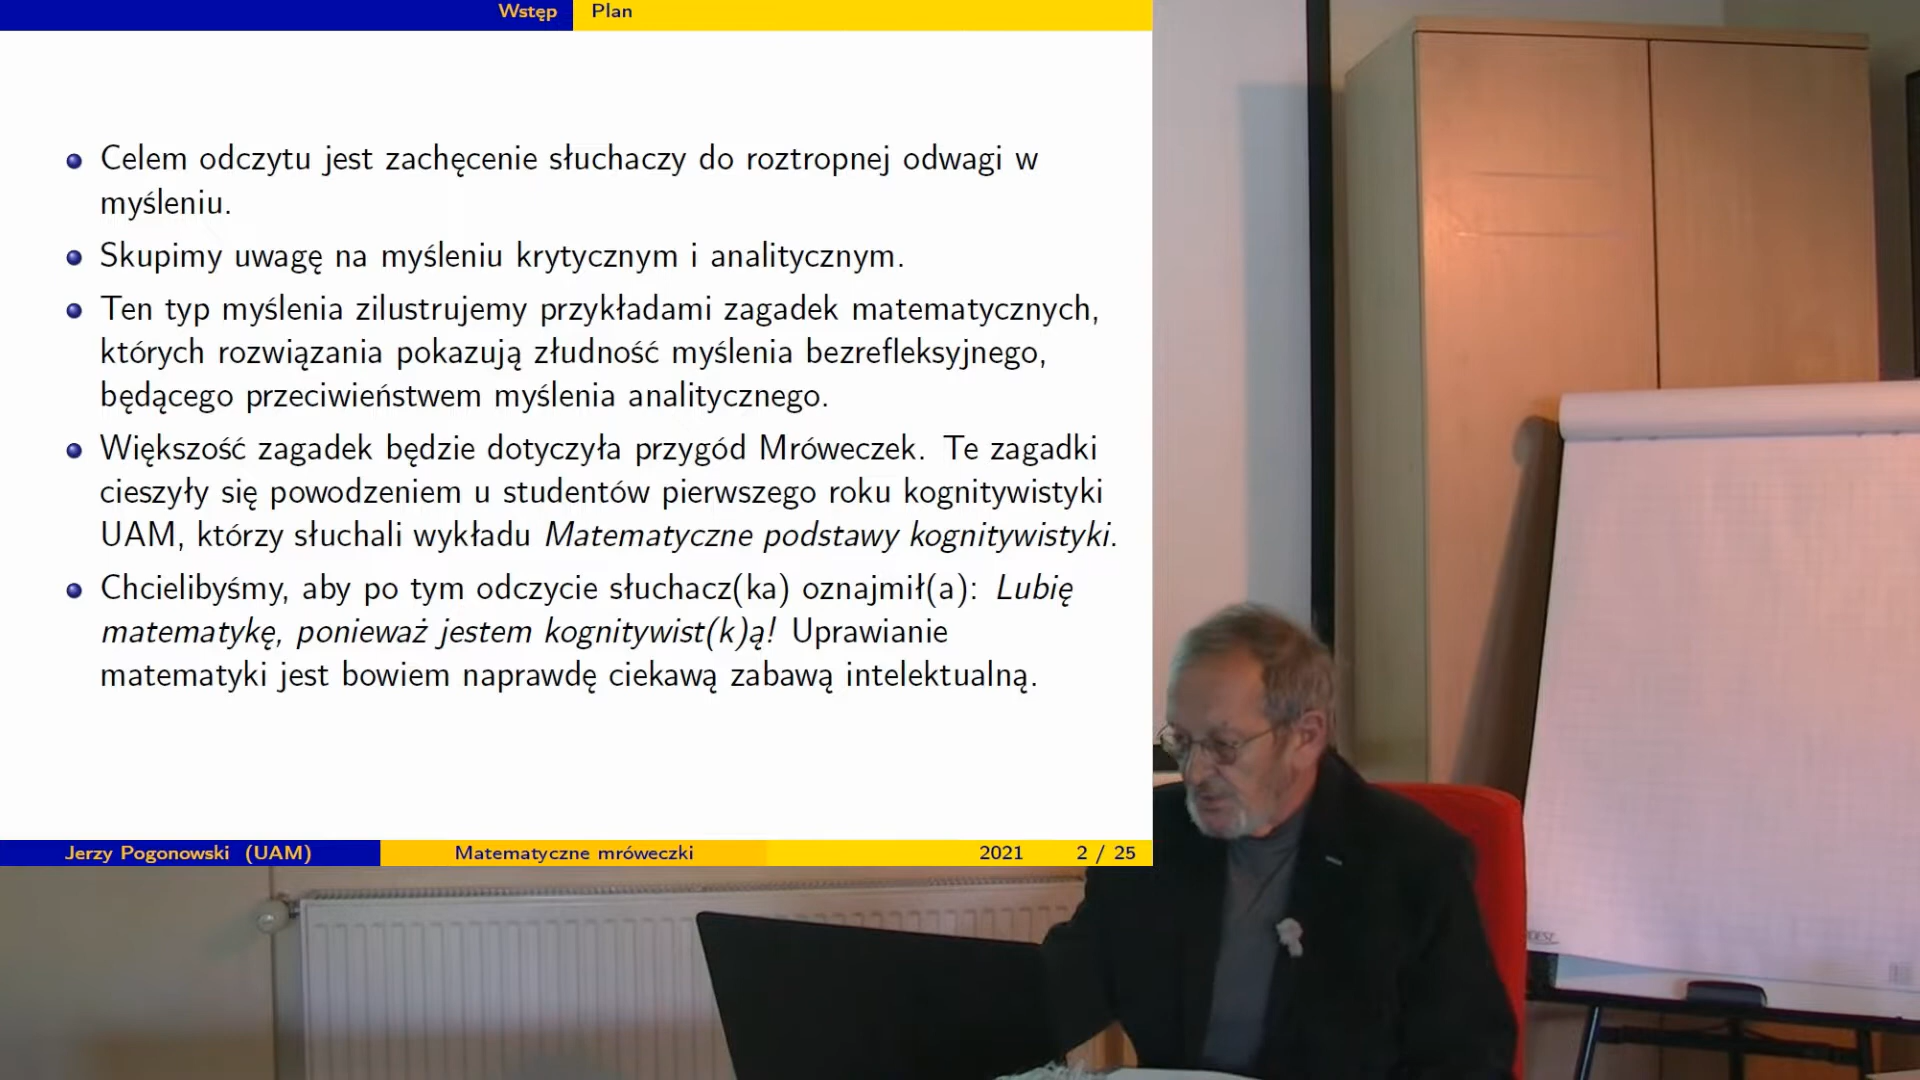 Wstęp Plan
Celem odczytu jest zachęcenie słuchaczy do roztropnej odwagi w
myśleniu.
Skupimy uwagę na myśleniu krytycznym i analitycznym.
Ten typ myślenia zilustrujemy przykładami zagadek matematycznych,
których rozwiązania pokazują złudność myślenia bezrefleksyjnego,
będącego przeciwieństwem myślenia analitycznego.
Większość zagadek będzie dotyczyła przygód Mróweczek. Te zagadki
cieszyły się powodzeniem u studentów pierwszego roku kognitywistyki
UAM, którzy słuchali wykładu Matematyczne podstawy kognitywistyki.
Chcielibyśmy, aby po tym odczycie słuchacz(ka) oznajmił(a): Lubię
matematykę, ponieważ jestem kognitywist(k)ą! Uprawianie
matematyki jest bowiem naprawdę ciekawą zabawą intelektualną.
Jerzy Pogonowski (UAM) Matematyczne mróweczki 2021 2 / 25